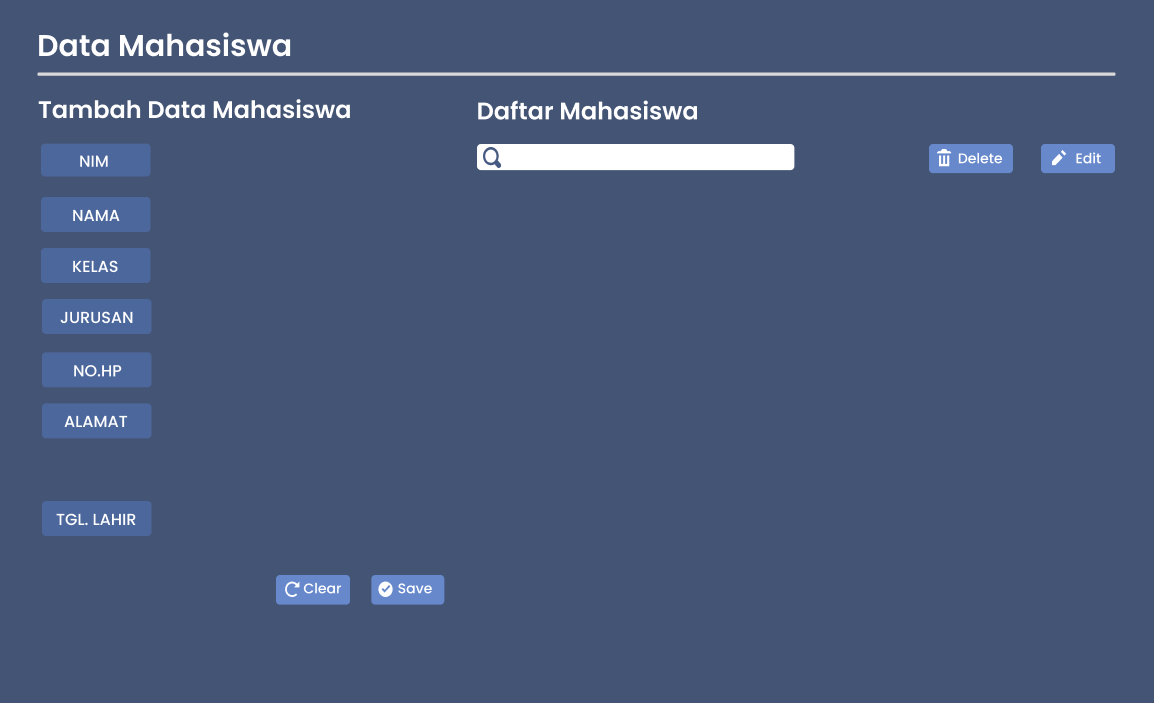 Data Mahasiswa
Tambah Data Mahasiswa
NIM
NAMA
KELAS
JURUSAN
NO.HP
ALAMAT
TGL. LAHIR
Clear
Save
Daftar Mahasiswa
Delete
Edit